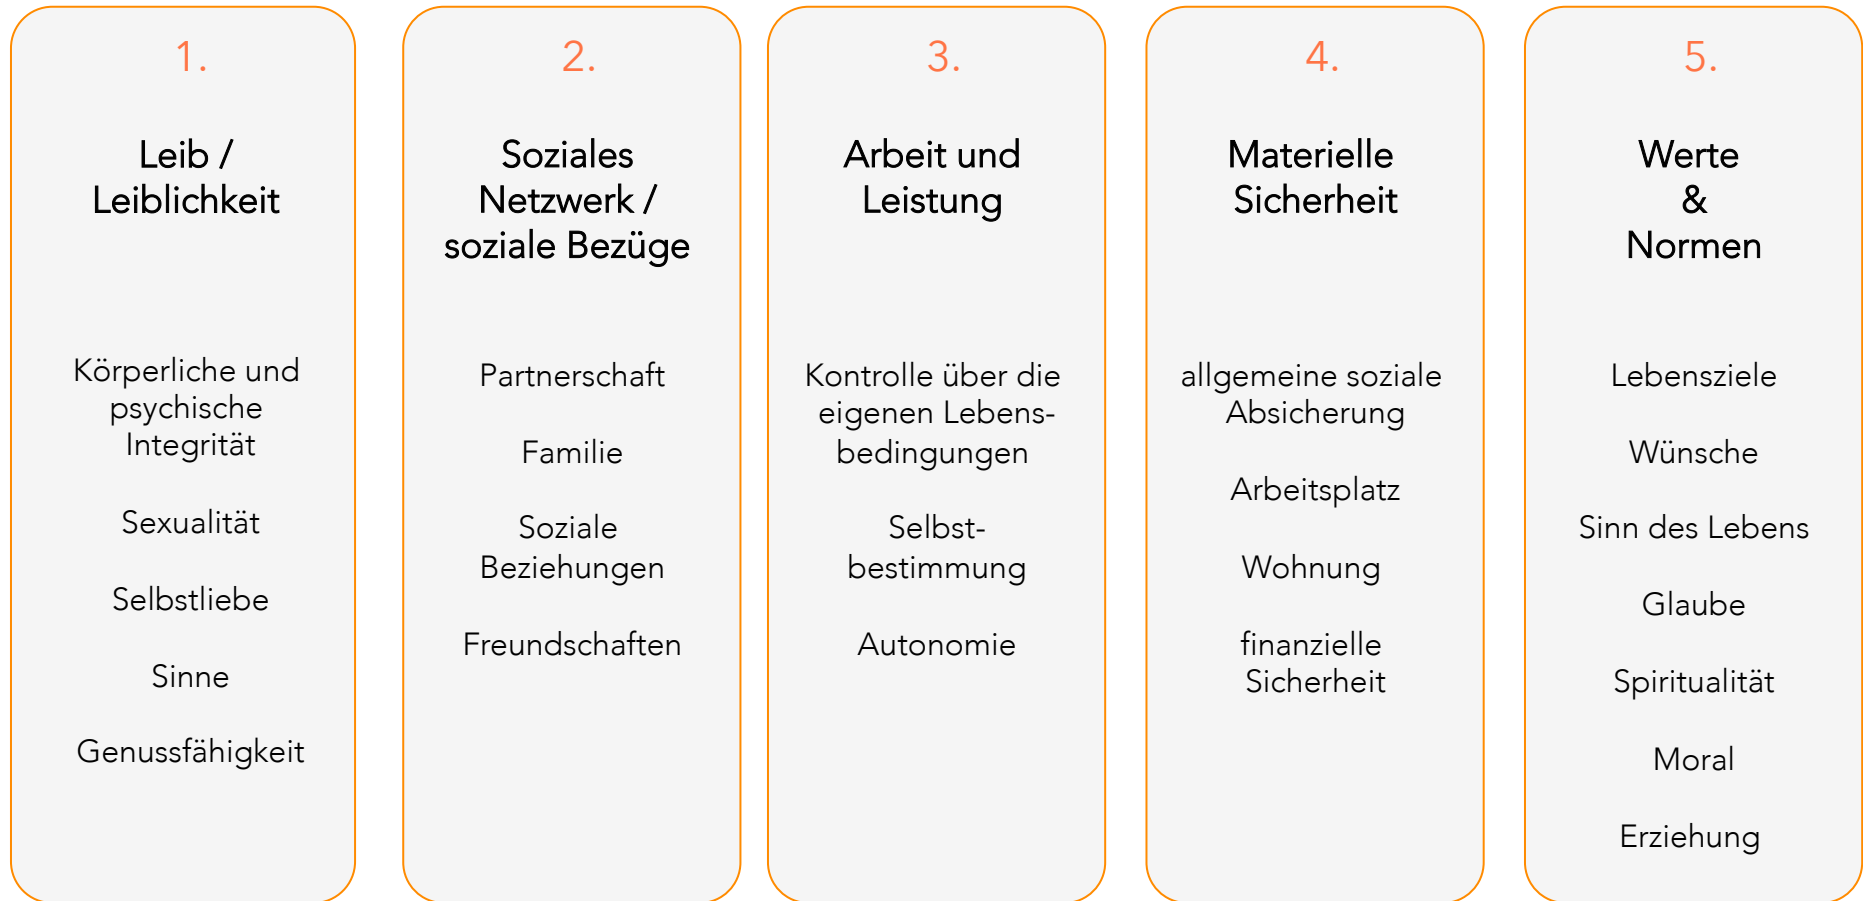 1.
Leib /
Leiblichkeit
Körperliche und
psychische
Integrität
Sexualität
Selbstliebe
Sinne
Genussfähigkeit
2.
Soziales
Netzwerk /
soziale Bezüge
Partnerschaft
Familie
Soziale
Beziehungen
Freundschaften
3.
Arbeit und
Leistung
Kontrolle über die
eigenen Lebens-
bedingungen
Selbst-
bestimmung
Autonomie
4.
Materielle
Sicherheit
allgemeine soziale
Absicherung
Arbeitsplatz
Wohnung
finanzielle
Sicherheit
5.
Werte
&
Normen
Lebensziele
Wünsche
Sinn des Lebens
Glaube
Spiritualität
Moral
Erziehung